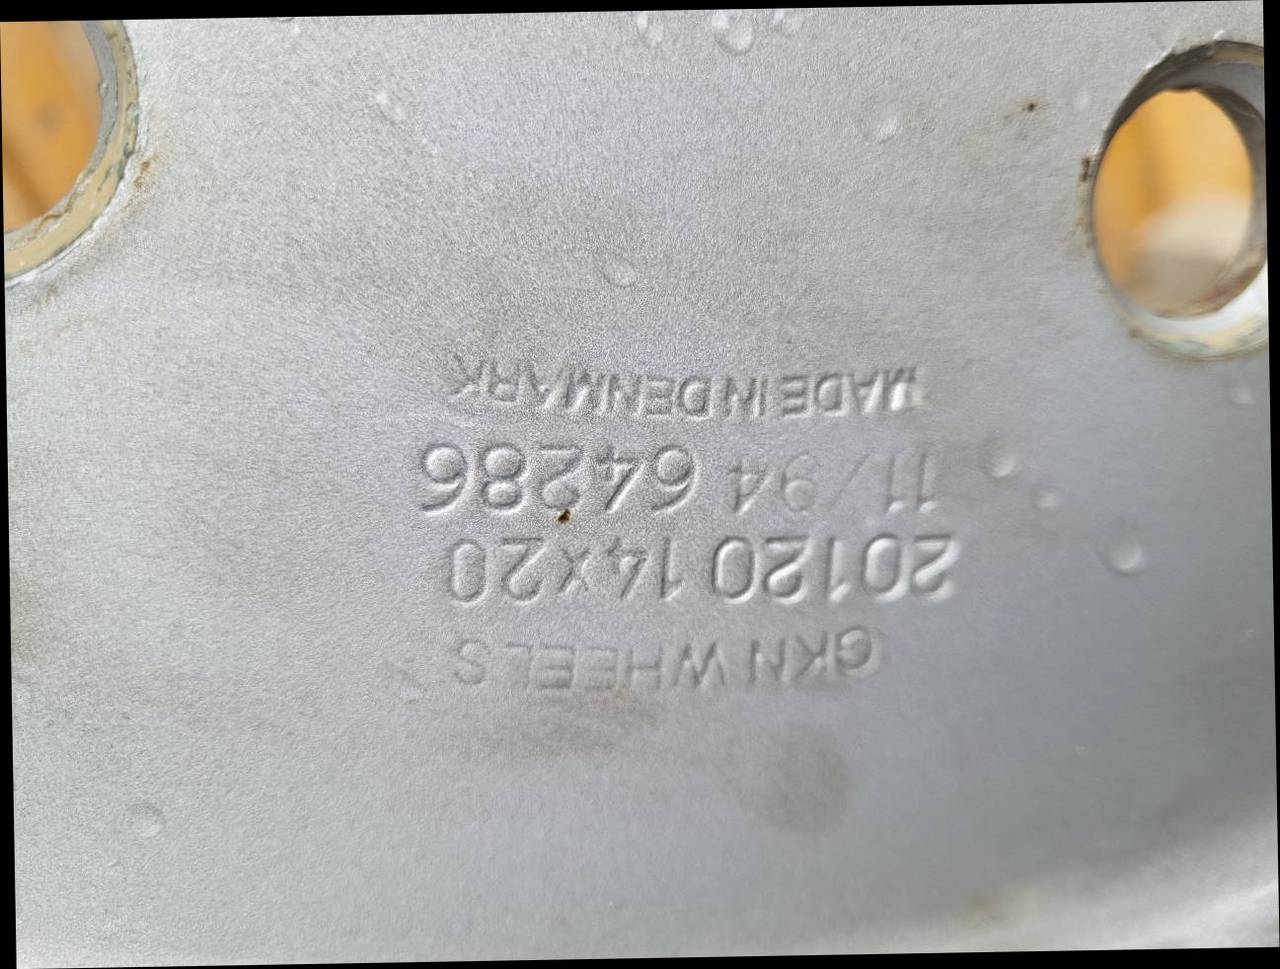 GKN WHEELS
20120 14x20
11/94 64286
MADE IN DENMARK